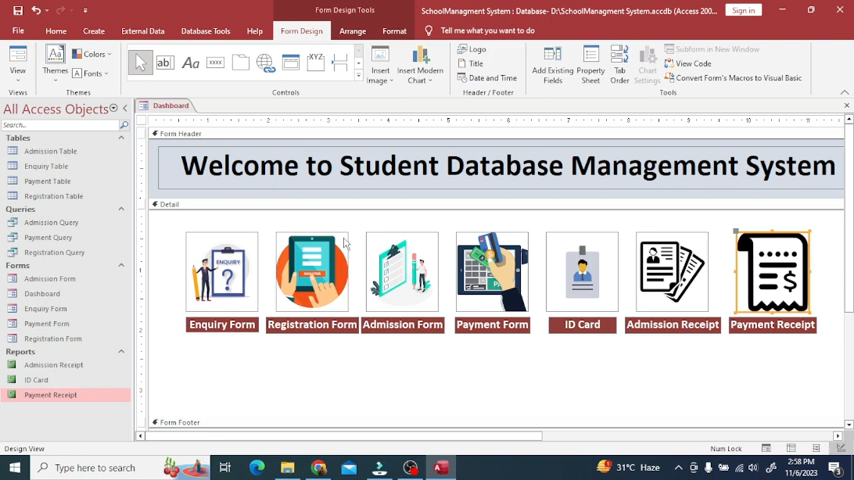 Form Design Tools
SchoolManagment System : Database- D:\SchoolManagment System.accdb (Access 200...
Sign in
File
Home
Create
External Data
Database Tools
Help
Form Design
Arrange
Format
Tell me what you want to do
View
Themes
Colors
Fonts
ab|
Aa
XYZ
Insert Image
Insert Modern Chart
Logo
Title
Date and Time
Add Existing Fields
Property Sheet
Tab Order
Chart Settings
Subform in New Window
View Code
Convert Form's Macros to Visual Basic
Views
Themes
Controls
Header / Footer
Tools
All Access Objects
Search...
Tables
Admission Table
Enquiry Table
Payment Table
Registration Table
Queries
Admission Query
Payment Query
Registration Query
Forms
Admission Form
Dashboard
Enquiry Form
Payment Form
Registration Form
Reports
Admission Receipt
ID Card
Payment Receipt
Dashboard
Form Header
Welcome to Student Database Management System
Detail
ENQUIRY
?
$
Enquiry Form
Registration Form
Admission Form
Payment Form
ID Card
Admission Receipt
Payment Receipt
Form Footer
Design View
Num Lock
Type here to search
31°C Haze
2:58 PM
11/6/2023